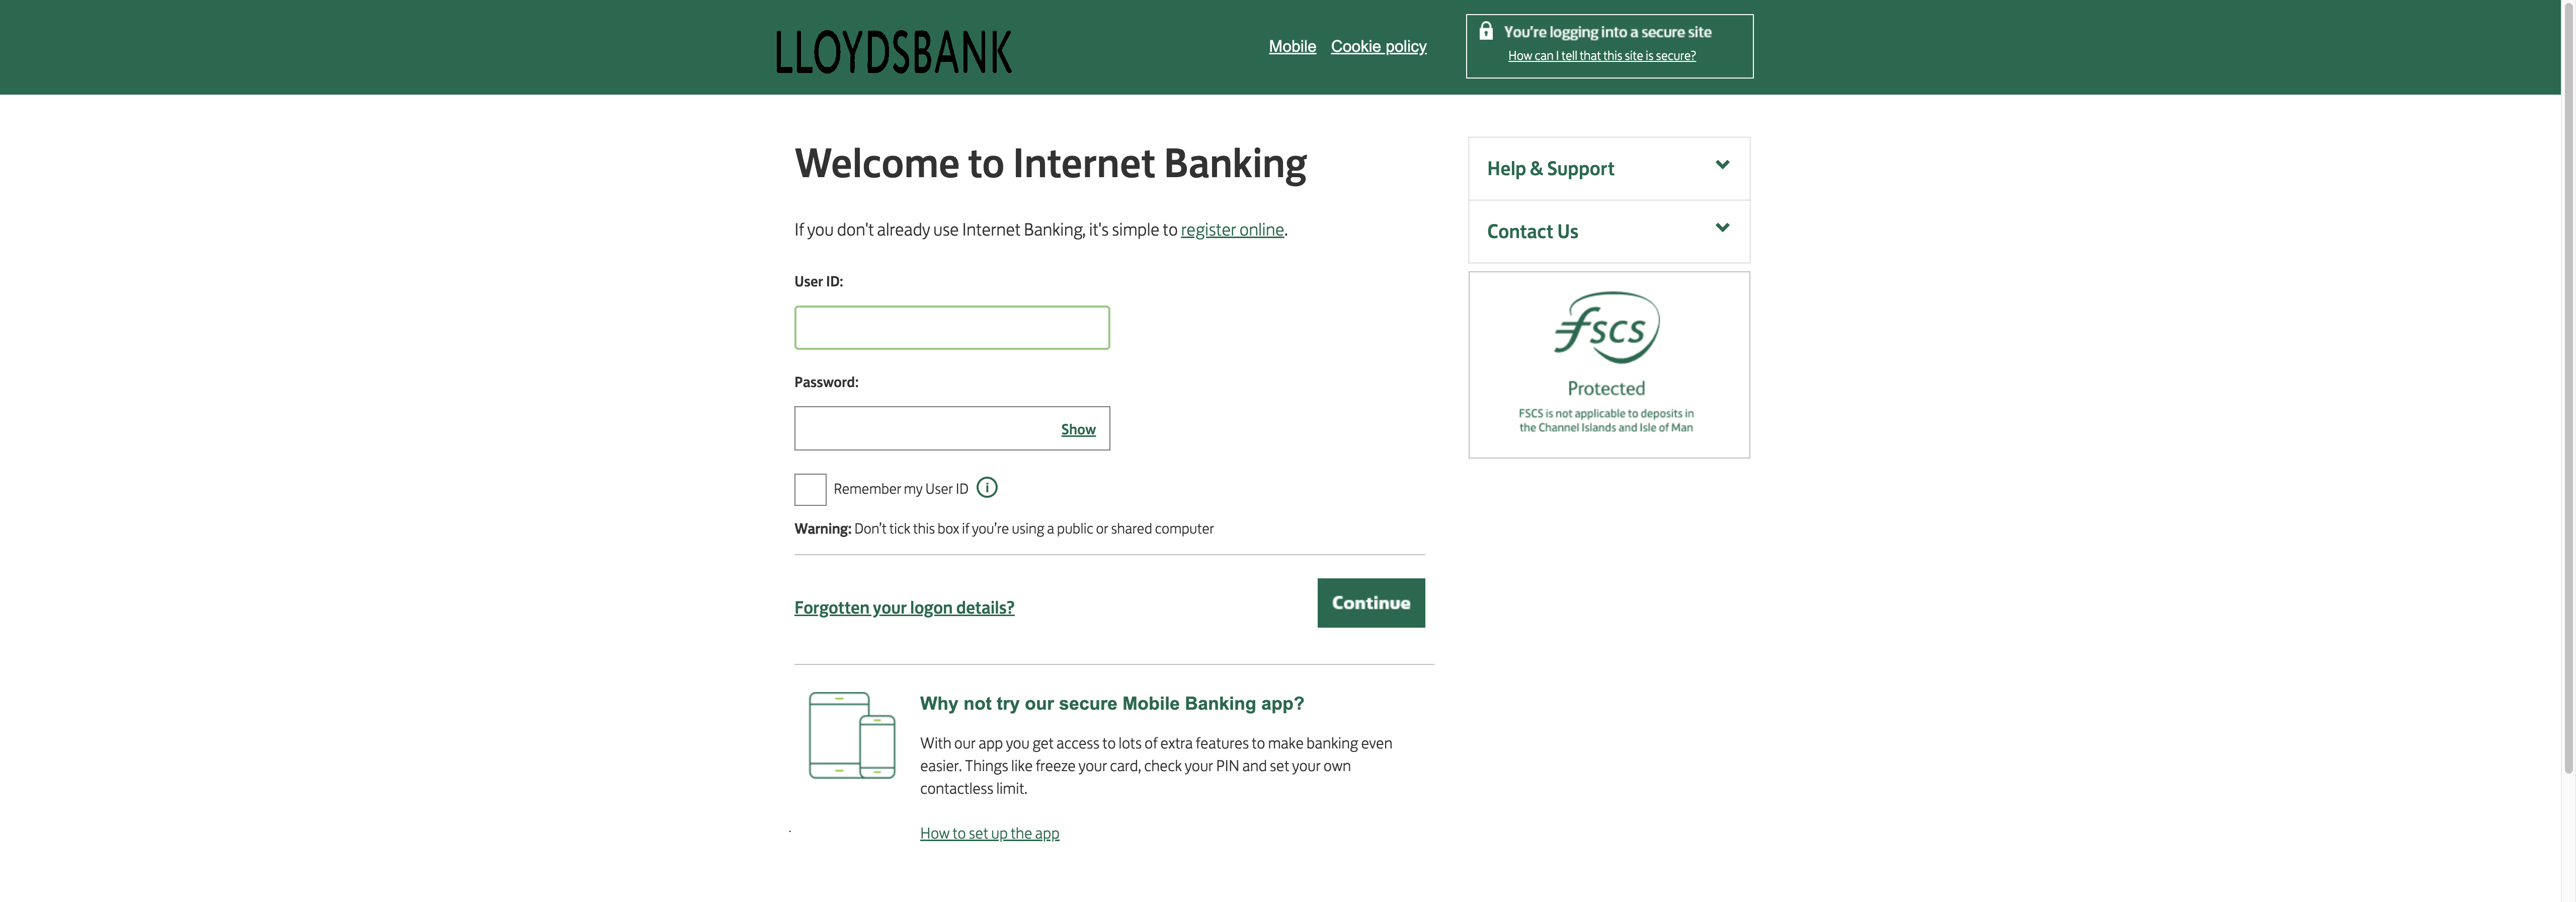 LLOYDSBANK
Mobile
Cookie policy
You're logging into a secure site
How can I tell that this site is secure?
Welcome to Internet Banking
If you don't already use Internet Banking, it's simple to register online.
User ID:
Password:
Show
Remember my User ID
Warning: Don't tick this box if you're using a public or shared computer
Forgotten your logon details?
Continue
Why not try our secure Mobile Banking app?
With our app you get access to lots of extra features to make banking even
easier. Things like freeze your card, check your PIN and set your own
contactless limit.
How to set up the app
Help & Support
Contact Us
fscs
Protected
FSCS is not applicable to deposits in
the Channel Islands and Isle of Man